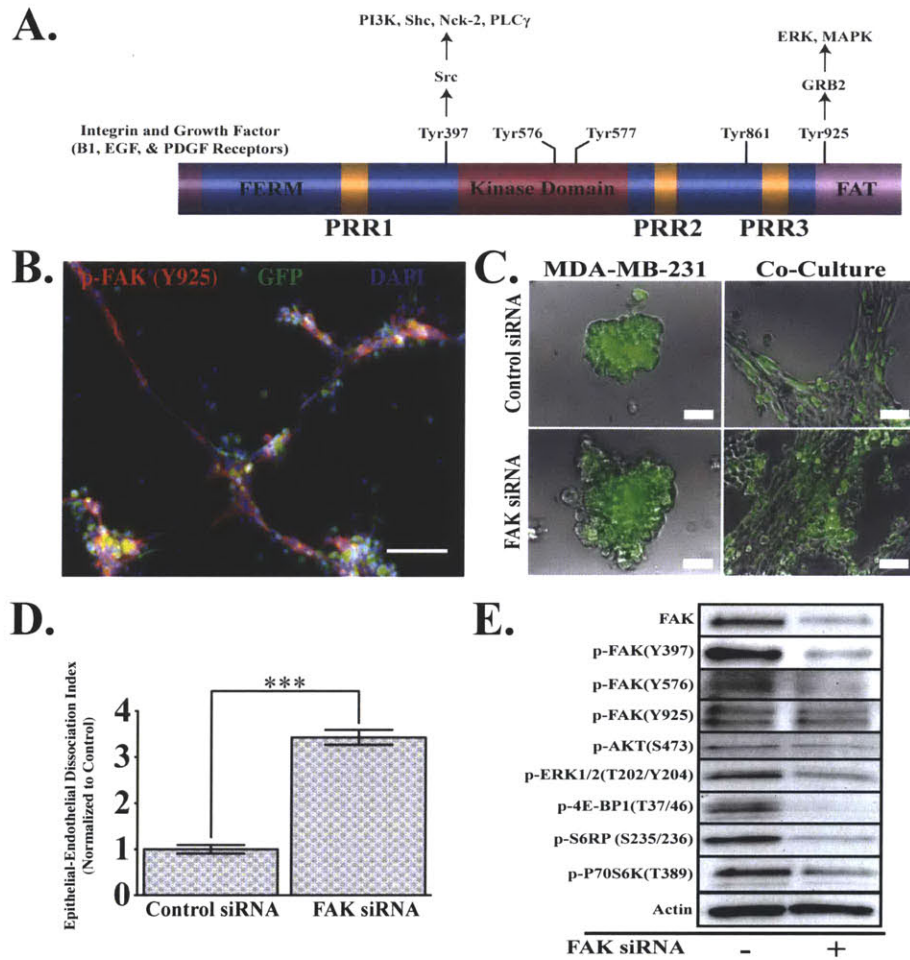 A.
PI3K, Shc, Nck-2, PLCγ
ERK, MAPK
Src
GRB2
Integrin and Growth Factor
(B1, EGF, & PDGF Receptors)
Tyr397
Tyr576
Tyr577
Tyr861
Tyr925
FERM
Kinase Domain
FAT
PRR1
PRR2
PRR3
B.
p-FAK (Y925)
GFP
DAPI
C.
MDA-MB-231
Co-Culture
Control siRNA
FAK siRNA
D.
Epithelial-Endothelial Dissociation Index
(Normalized to Control)
4
3
2
1
0
***
Control siRNA
FAK siRNA
E.
FAK
p-FAK(Y397)
p-FAK(Y576)
p-FAK(Y925)
p-AKT(S473)
p-ERK1/2(T202/Y204)
p-4E-BP1(T37/46)
p-S6RP (S235/236)
p-P70S6K(T389)
Actin
FAK siRNA - +